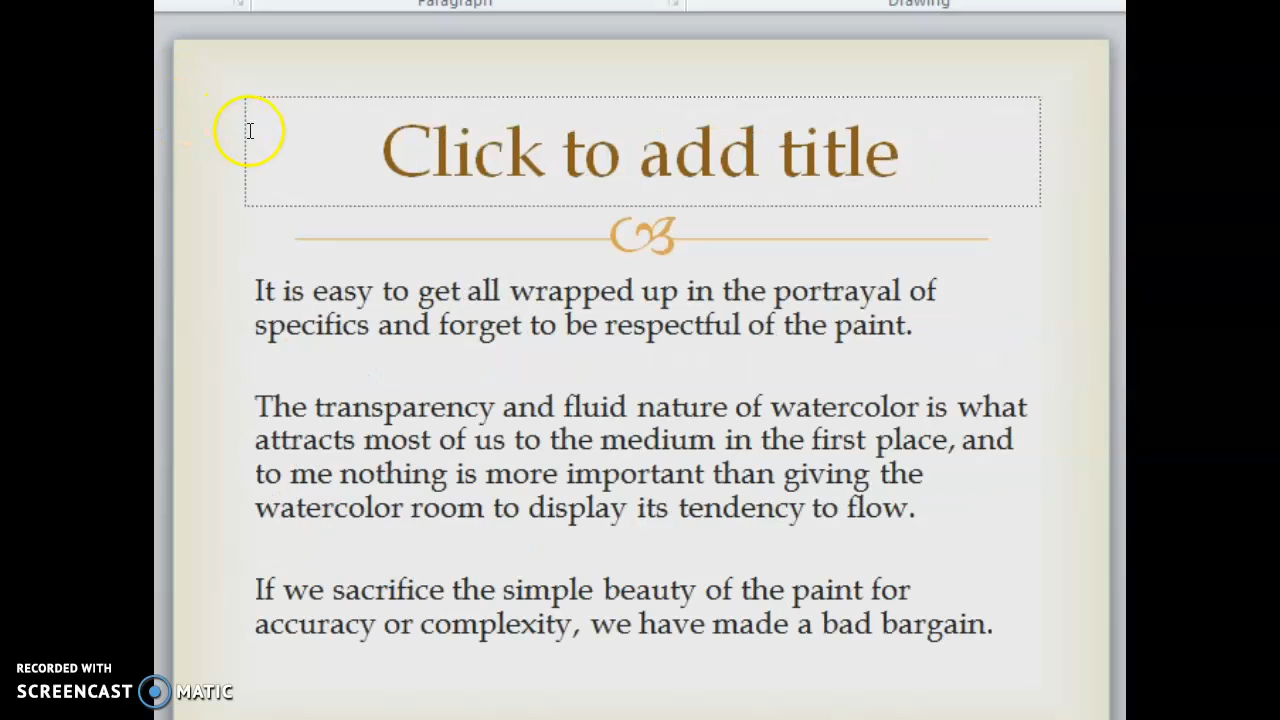 Paragraph
Drawing
Click to add title
It is easy to get all wrapped up in the portrayal of
specifics and forget to be respectful of the paint.
The transparency and fluid nature of watercolor is what
attracts most of us to the medium in the first place, and
to me nothing is more important than giving the
watercolor room to display its tendency to flow.
If we sacrifice the simple beauty of the paint for
accuracy or complexity, we have made a bad bargain.
RECORDED WITH
SCREENCAST MATIC